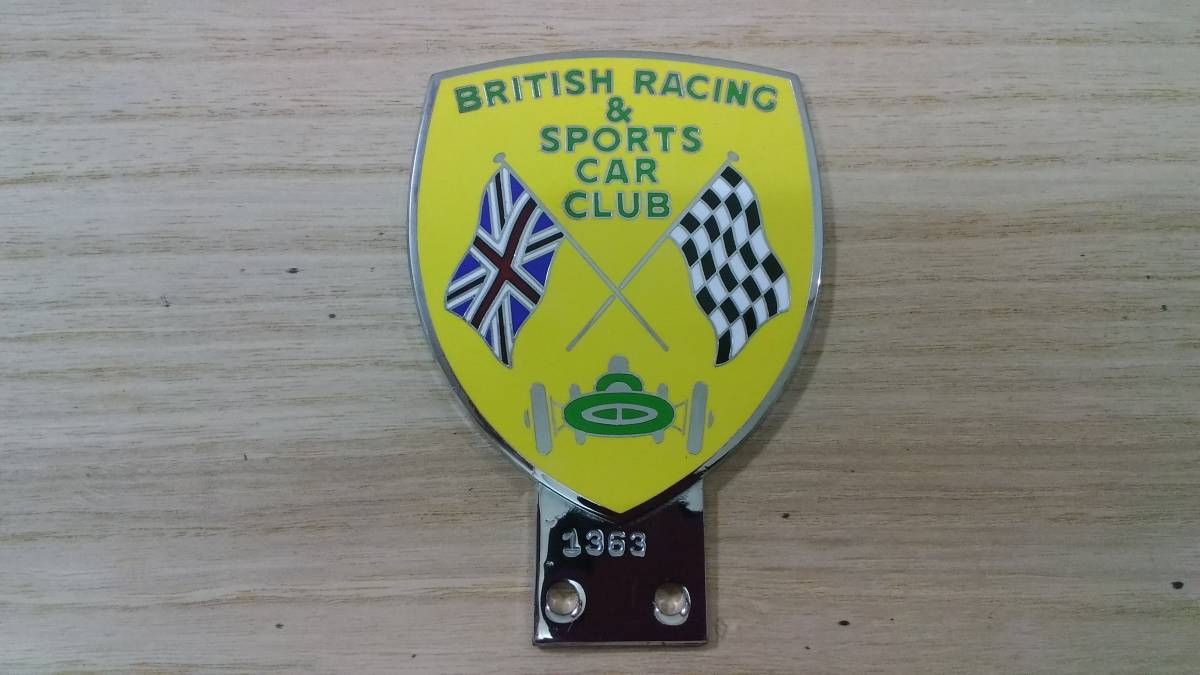 BRITISH RACING
&
SPORTS
CAR
CLUB
1363